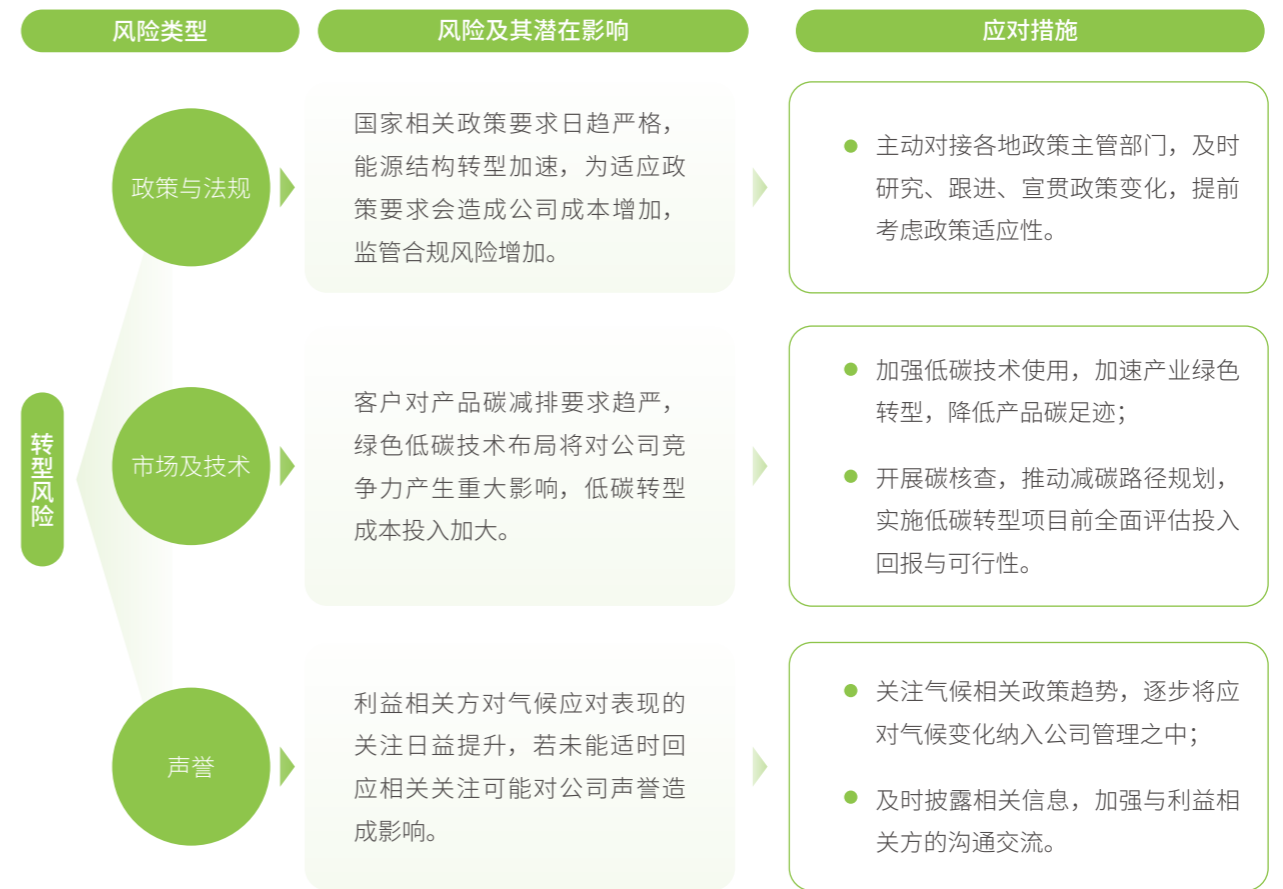 风险类型
风险及其潜在影响
应对措施
转型风险
政策与法规
国家相关政策要求日趋严格，
能源结构转型加速，为适应政
策要求会造成公司成本增加，
监管合规风险增加。
主动对接各地政策主管部门，及时
研究、跟进、宣贯政策变化，提前
考虑政策适应性。
市场及技术
客户对产品碳减排要求趋严，
绿色低碳技术布局将对公司竞
争力产生重大影响，低碳转型
成本投入加大。
加强低碳技术使用，加速产业绿色
转型，降低产品碳足迹；
开展碳核查，推动减碳路径规划，
实施低碳转型项目前全面评估投入
回报与可行性。
声誉
利益相关方对气候应对表现的
关注日益提升，若未能适时回
应相关关注可能对公司声誉造
成影响。
关注气候相关政策趋势，逐步将应
对气候变化纳入公司管理之中；
及时披露相关信息，加强与利益相
关方的沟通交流。